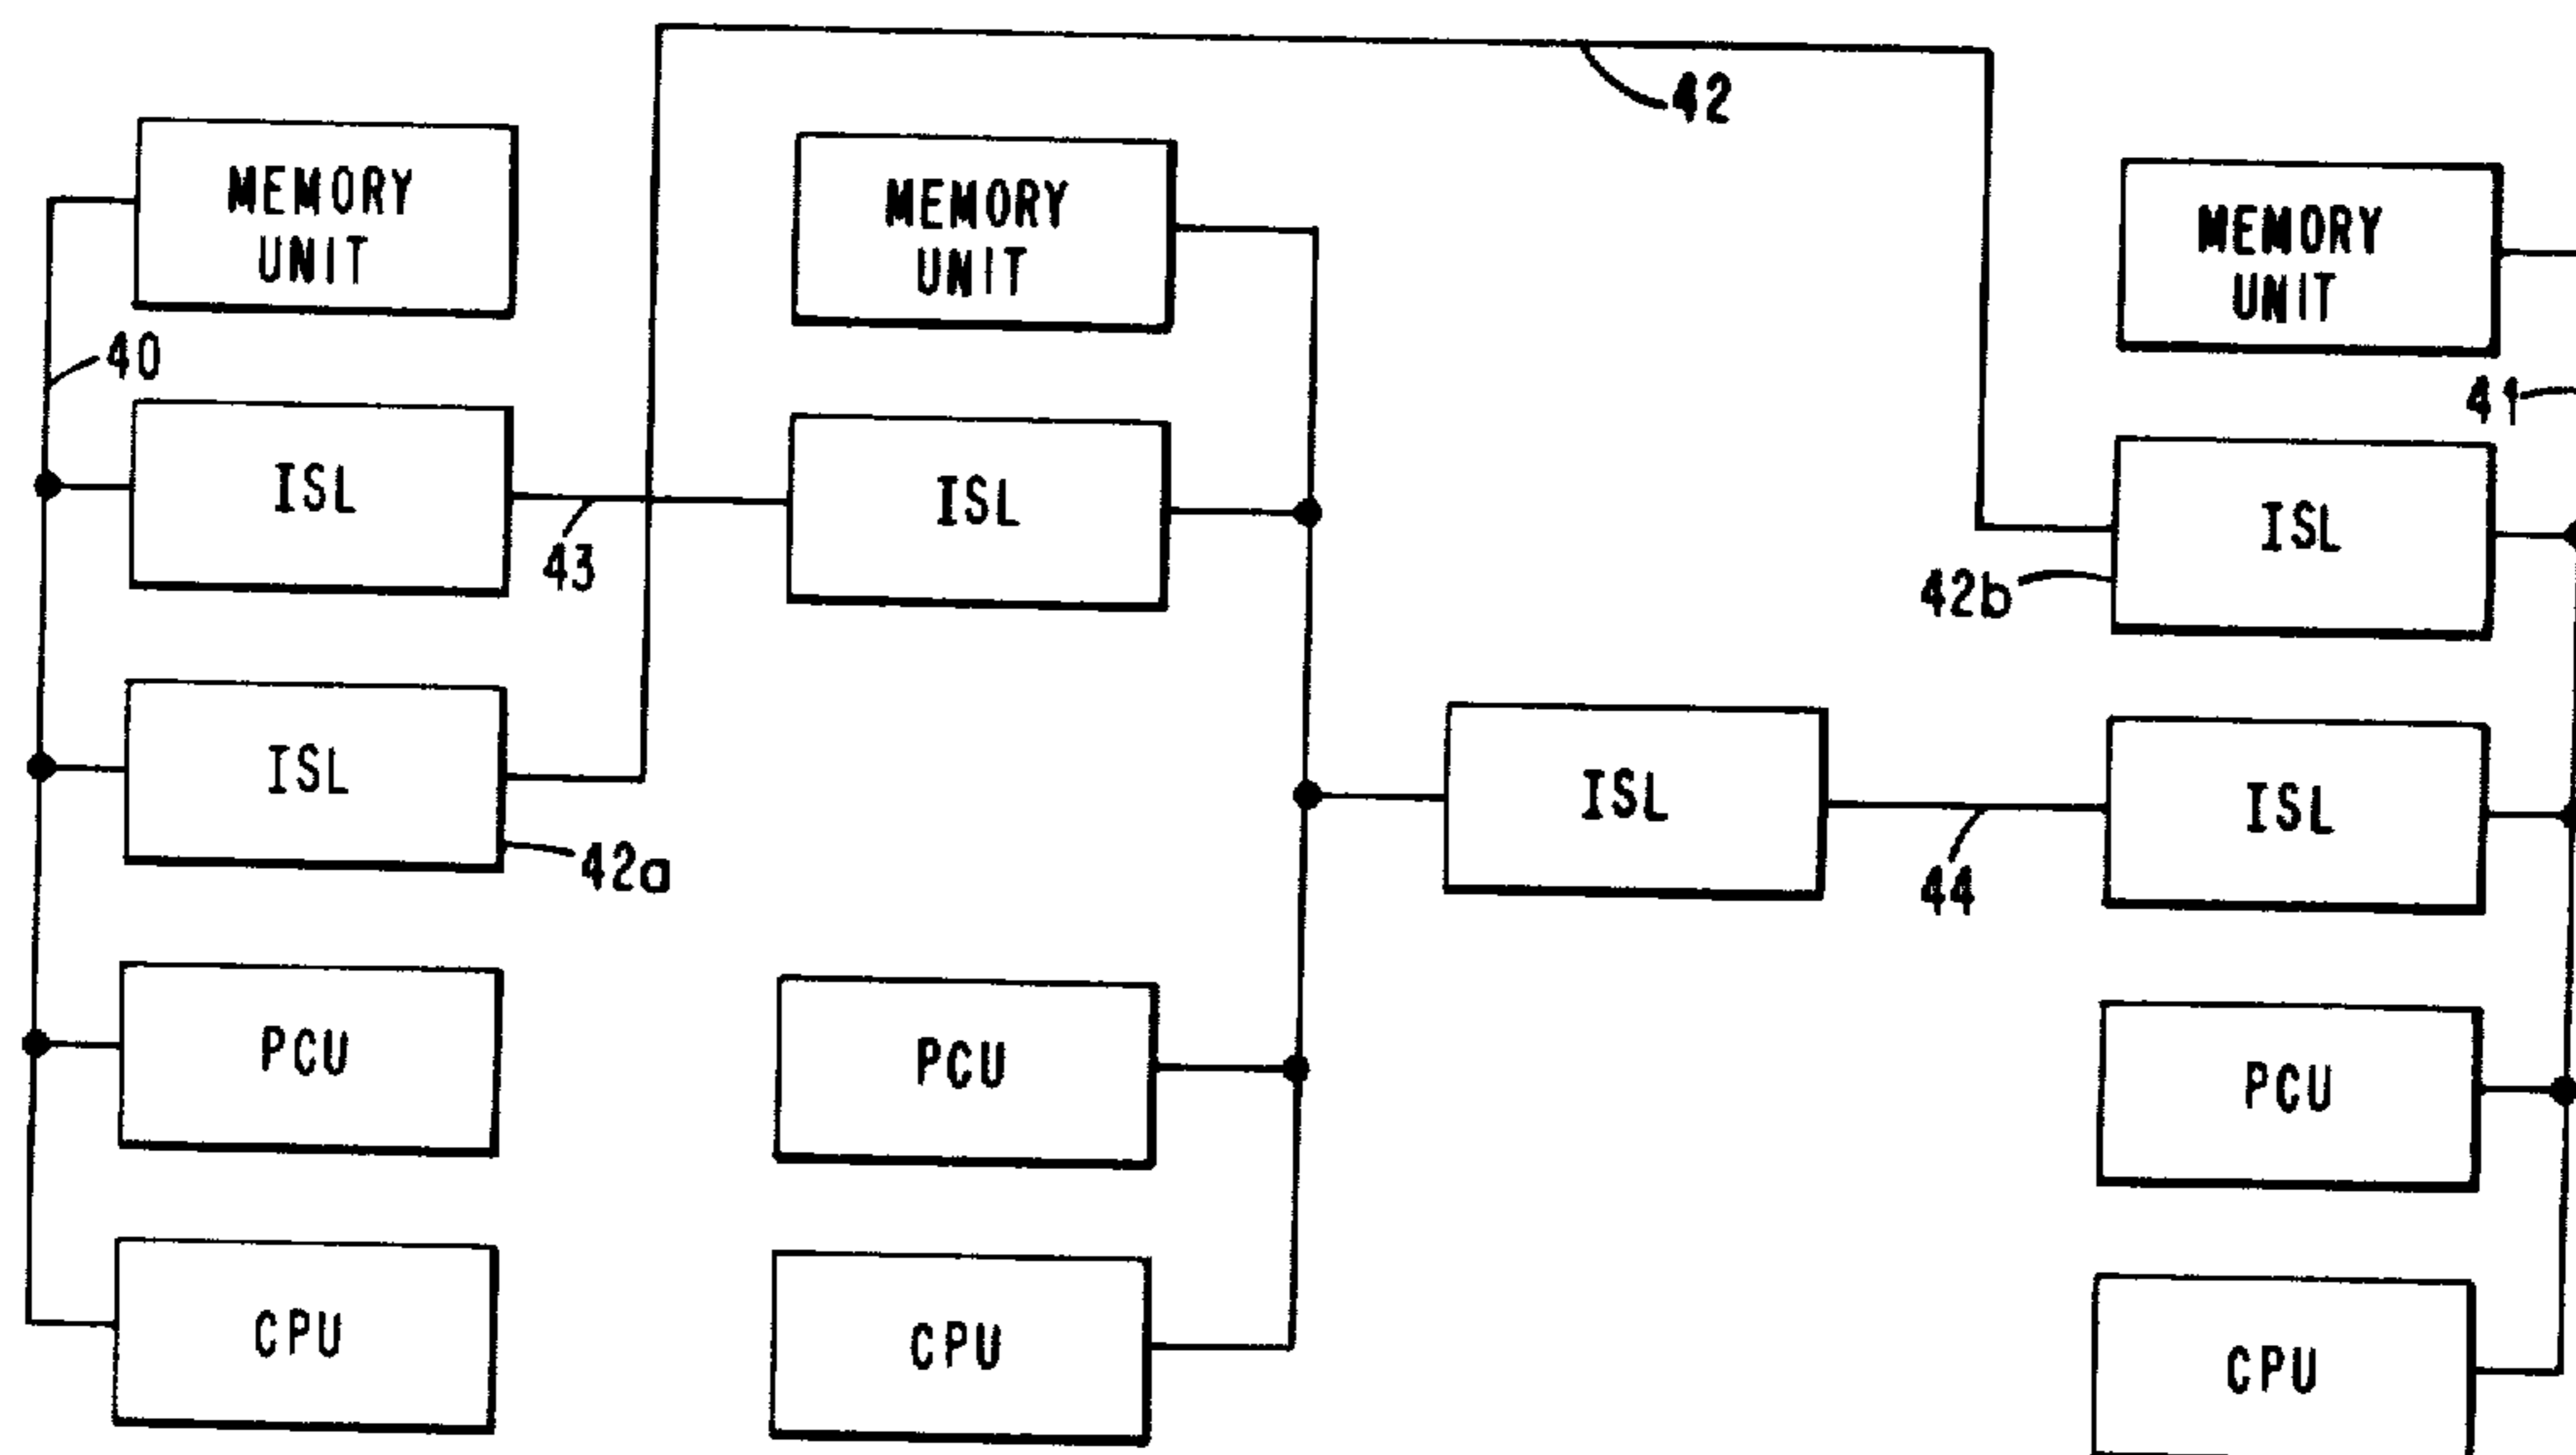 42
MEMORY
UNIT
MEMORY
UNIT
MEMORY
UNIT
40
41
ISL
ISL
ISL
43
42b
ISL
ISL
ISL
42a
44
PCU
PCU
PCU
CPU
CPU
CPU